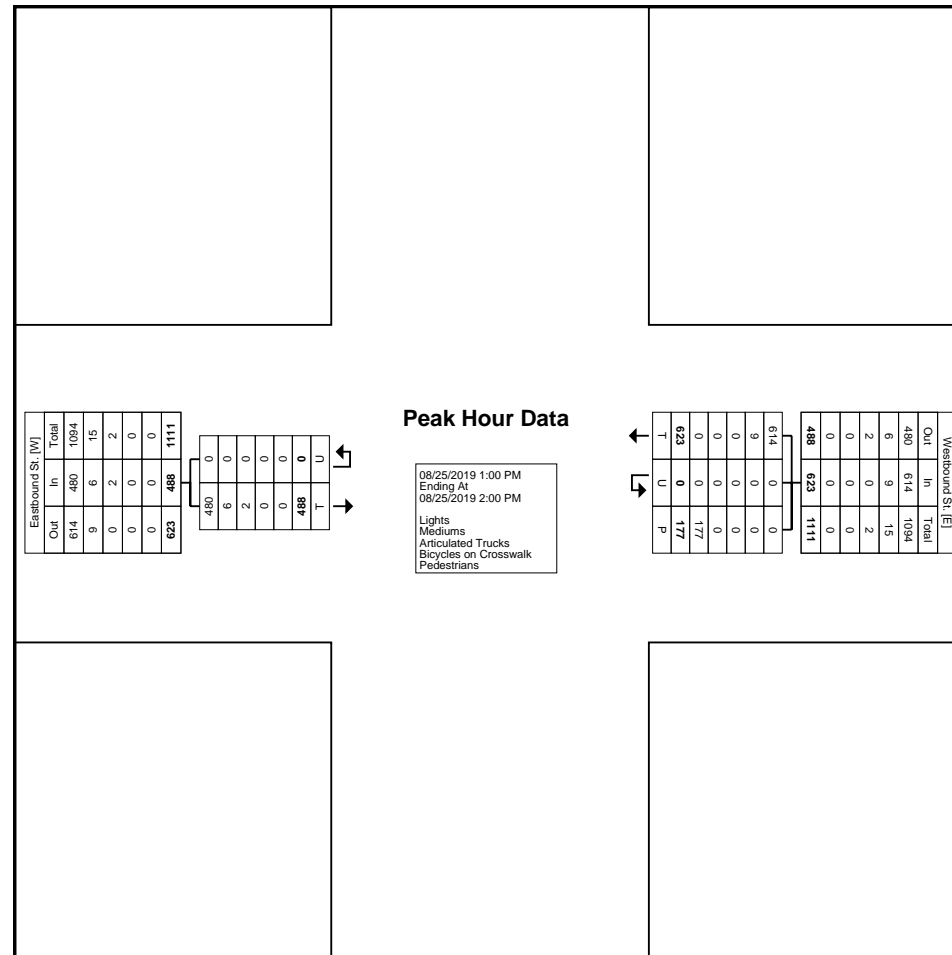 Peak Hour Data
08/25/2019 1:00 PM
Ending At
08/25/2019 2:00 PM
Lights
Mediums
Articulated Trucks
Bicycles on Crosswalk
Pedestrians
Eastbound St. [W]
Total 1094 15 2 0 0 1111
In 480 6 2 0 0 488
Out 614 9 0 0 0 623
0 0 0 0 0 0 U
480 6 2 0 0 488 T
Westbound St. [E]
Out In Total
480 614 1094
6 9 15
2 0 2
0 0 0
0 0 0
488 623 1111
614 0 0
9 0 0
0 0 0
0 0 0
0 0 177
623 0 177
T U P